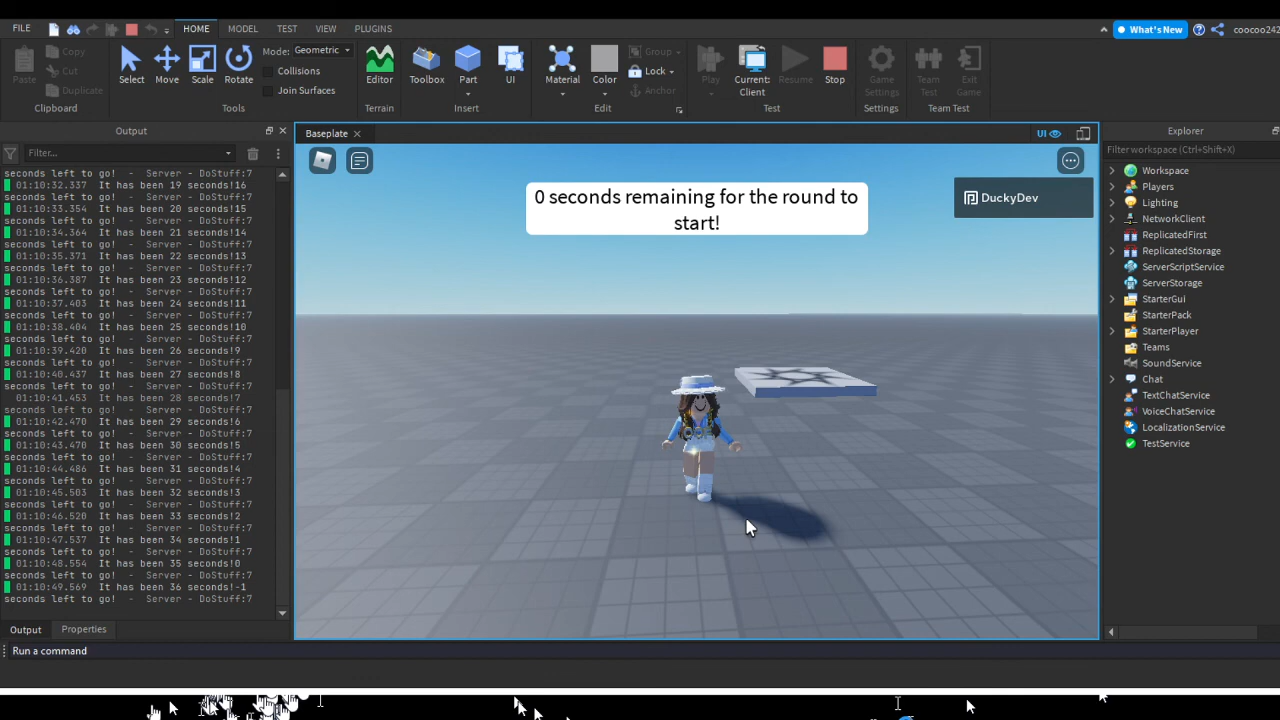 FILE HOME MODEL TEST VIEW PLUGINS What's New coocoo242
Paste Copy Cut Duplicate Clipboard
Select Move Scale Rotate Mode: Geometric Collisions Join Surfaces Tools
Editor Terrain
Toolbox Part UI Insert
Material Color Group Lock Anchor Edit
Play Current: Client Resume Stop Test
Game Settings Settings
Team Test Exit Game Team Test
Output
Filter...
seconds left to go! - Server - DoStuff:7
01:10:32.337 It has been 19 seconds!16
seconds left to go! - Server - DoStuff:7
01:10:33.354 It has been 20 seconds!15
seconds left to go! - Server - DoStuff:7
01:10:34.364 It has been 21 seconds!14
seconds left to go! - Server - DoStuff:7
01:10:35.371 It has been 22 seconds!13
seconds left to go! - Server - DoStuff:7
01:10:36.387 It has been 23 seconds!12
seconds left to go! - Server - DoStuff:7
01:10:37.403 It has been 24 seconds!11
seconds left to go! - Server - DoStuff:7
01:10:38.404 It has been 25 seconds!10
seconds left to go! - Server - DoStuff:7
01:10:39.420 It has been 26 seconds!9
seconds left to go! - Server - DoStuff:7
01:10:40.437 It has been 27 seconds!8
seconds left to go! - Server - DoStuff:7
01:10:41.453 It has been 28 seconds!7
seconds left to go! - Server - DoStuff:7
01:10:42.470 It has been 29 seconds!6
seconds left to go! - Server - DoStuff:7
01:10:43.470 It has been 30 seconds!5
seconds left to go! - Server - DoStuff:7
01:10:44.486 It has been 31 seconds!4
seconds left to go! - Server - DoStuff:7
01:10:45.503 It has been 32 seconds!3
seconds left to go! - Server - DoStuff:7
01:10:46.520 It has been 33 seconds!2
seconds left to go! - Server - DoStuff:7
01:10:47.537 It has been 34 seconds!1
seconds left to go! - Server - DoStuff:7
01:10:48.554 It has been 35 seconds!0
seconds left to go! - Server - DoStuff:7
01:10:49.569 It has been 36 seconds!-1
seconds left to go! - Server - DoStuff:7
Output Properties
Run a command
Baseplate
UI
0 seconds remaining for the round to
start!
DuckyDev
Explorer
Filter workspace (Ctrl+Shift+X)
Workspace
Players
Lighting
NetworkClient
ReplicatedFirst
ReplicatedStorage
ServerScriptService
ServerStorage
StarterGui
StarterPack
StarterPlayer
Teams
SoundService
Chat
TextChatService
VoiceChatService
LocalizationService
TestService